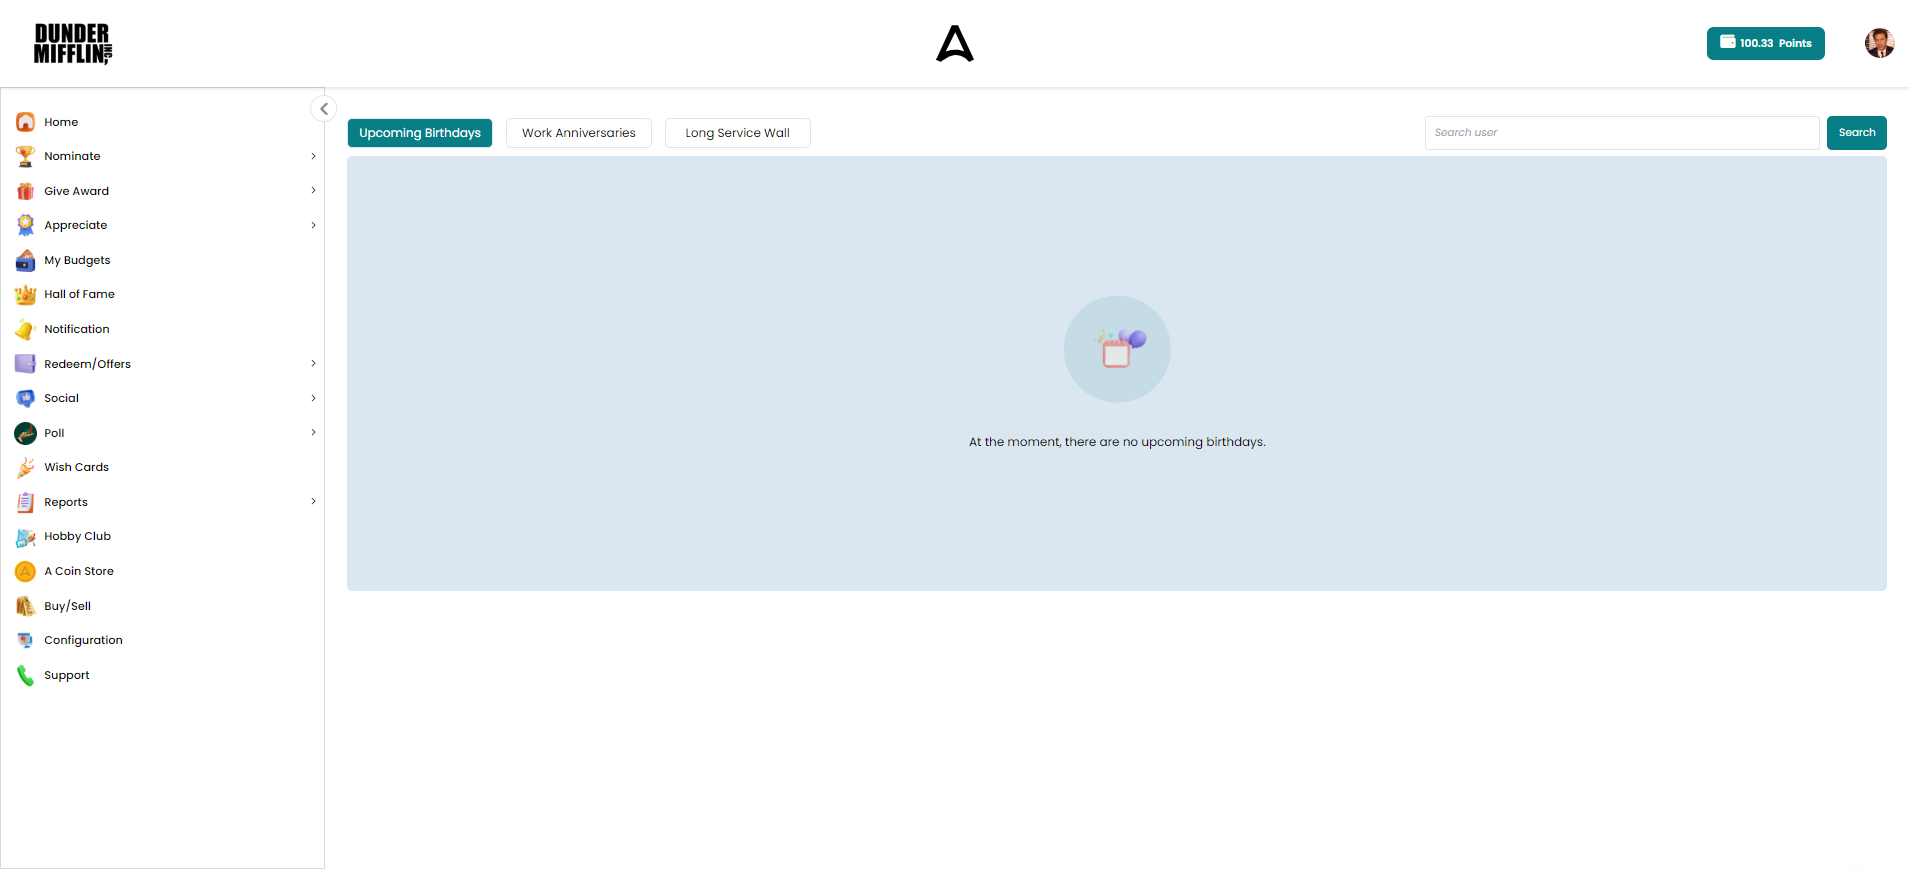 DUNDER
MIFFLIN, INC
100.33 Points
Home
Nominate
Give Award
Appreciate
My Budgets
Hall of Fame
Notification
Redeem/Offers
Social
Poll
Wish Cards
Reports
Hobby Club
A Coin Store
Buy/Sell
Configuration
Support
Upcoming Birthdays
Work Anniversaries
Long Service Wall
Search user
Search
At the moment, there are no upcoming birthdays.